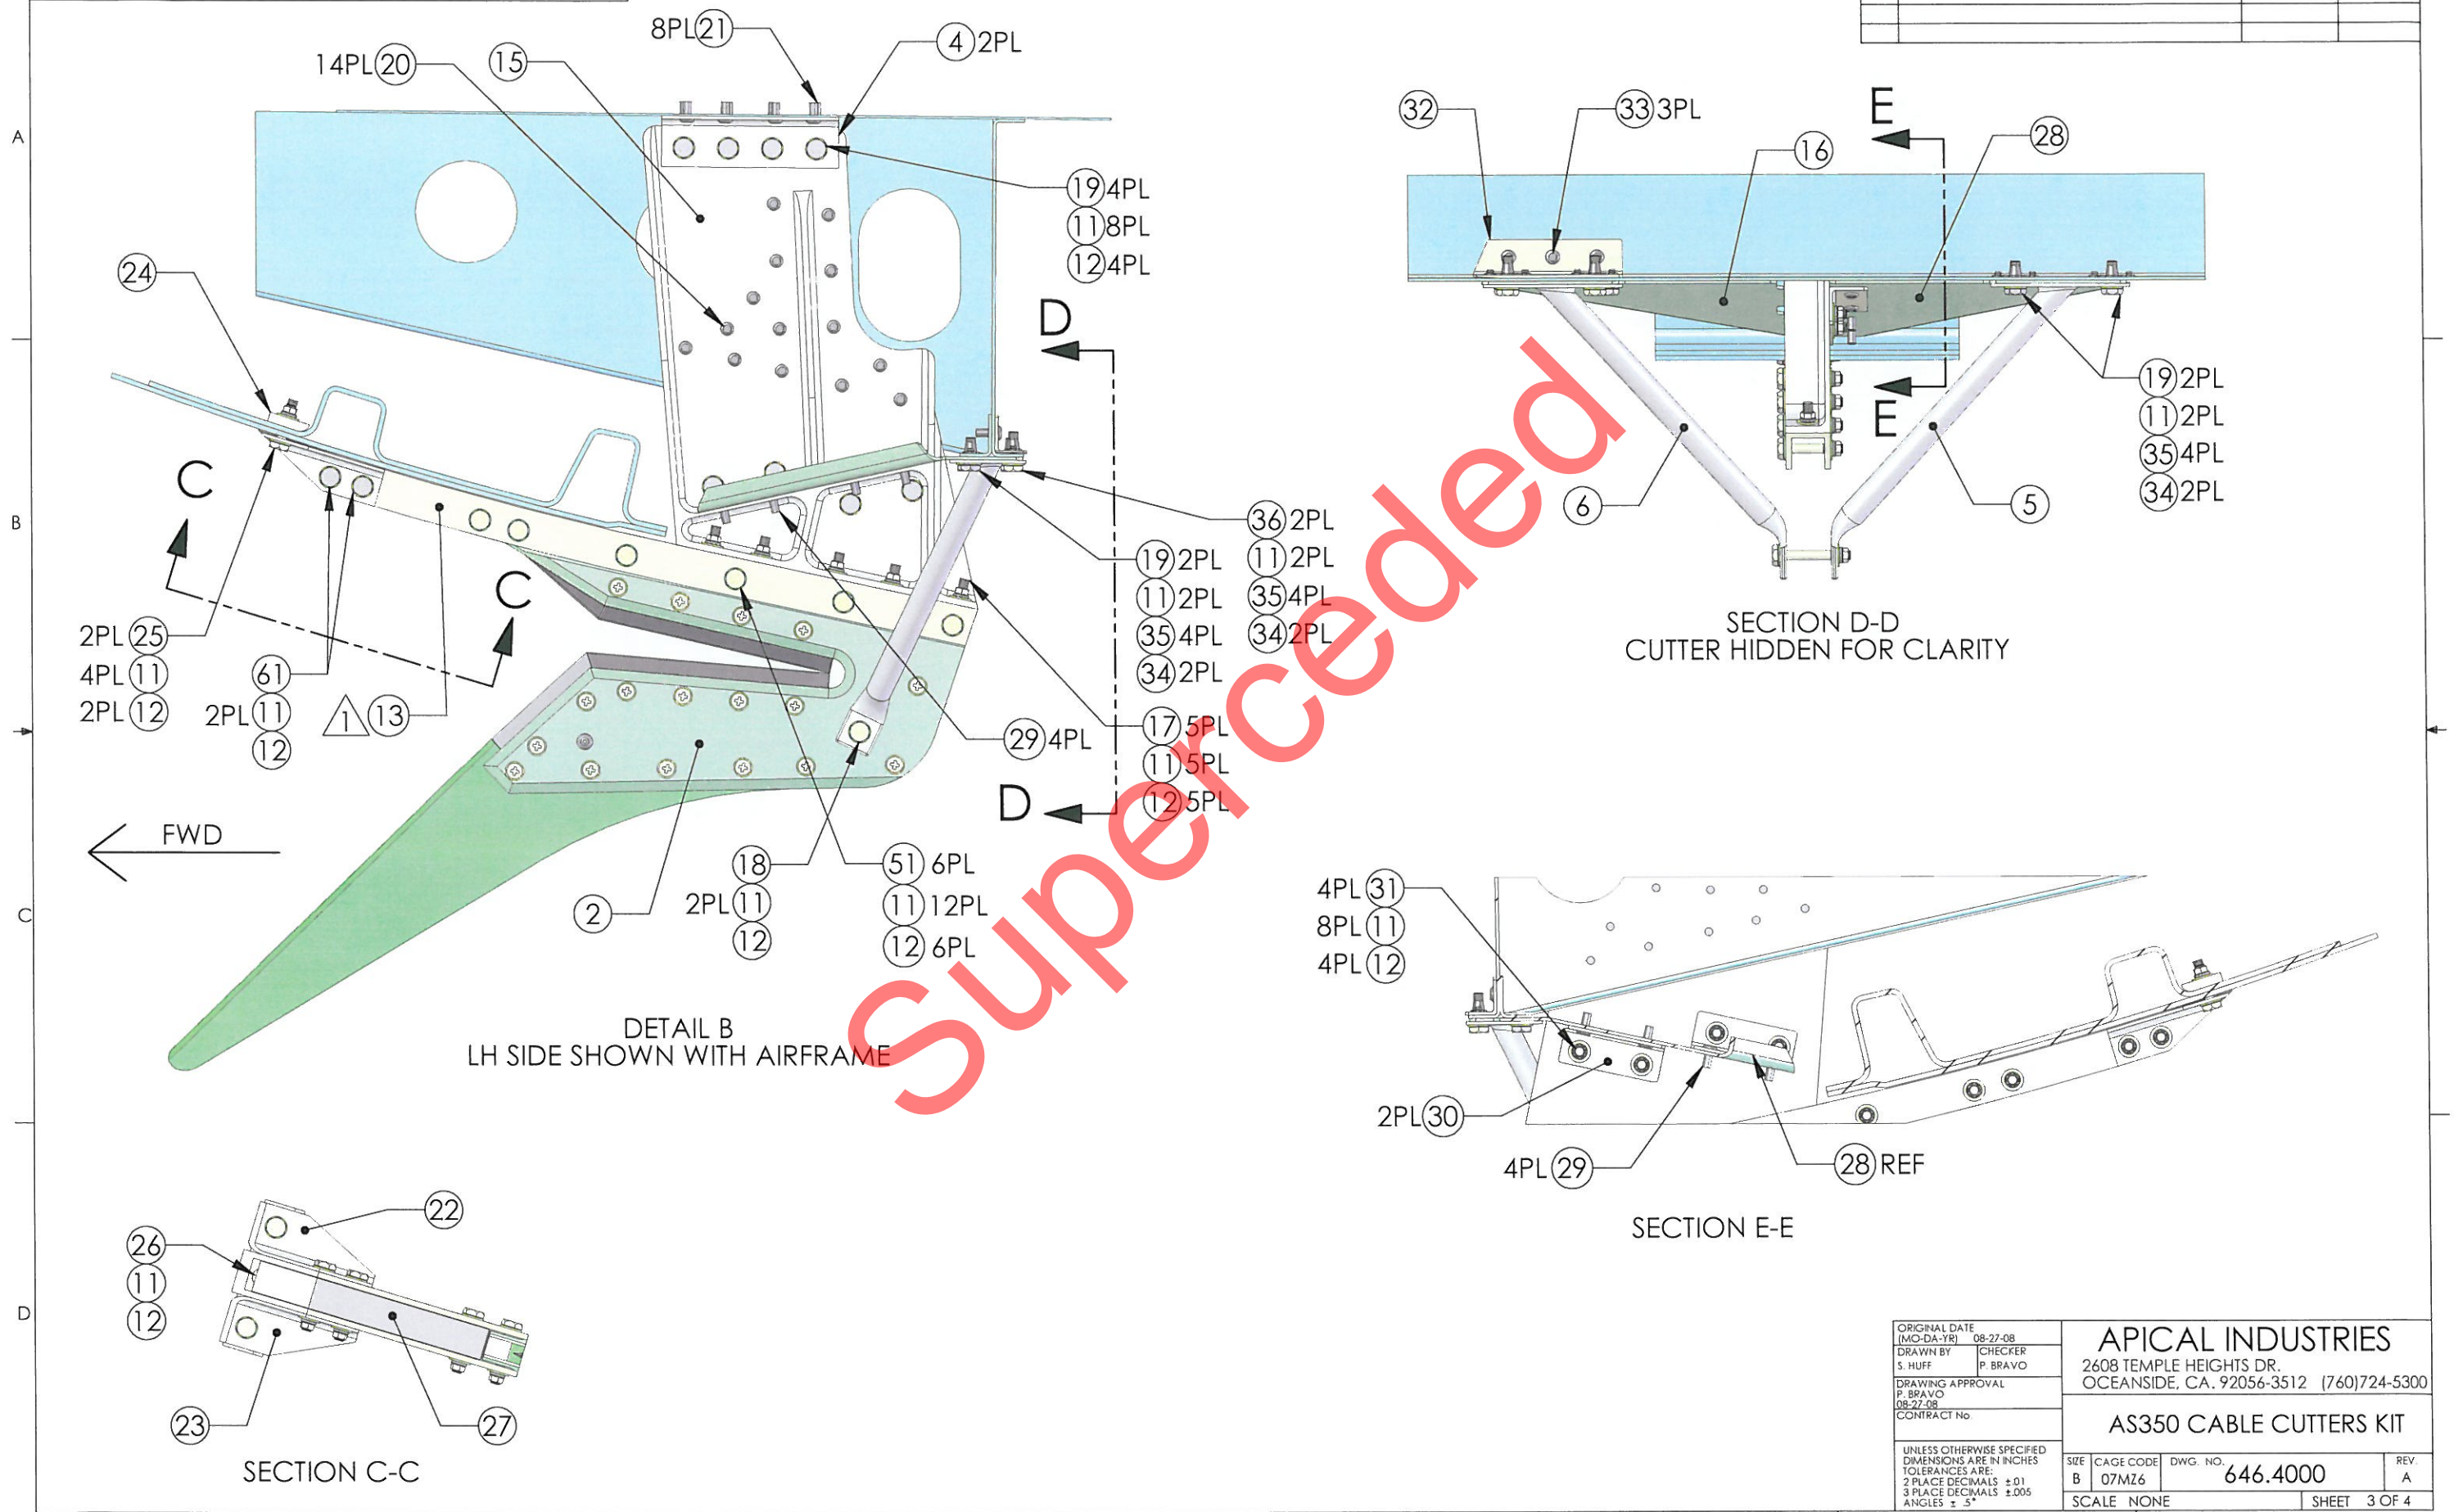 A
B
C
D
8PL 21
4 2PL
14PL 20
15
19 4PL
11 8PL
12 4PL
24
D
C
C
36 2PL
11 2PL
35 4PL
34 2PL
19 2PL
11 2PL
35 4PL
34 2PL
2PL 25
4PL 11
2PL 12
61
2PL 11
12
1 13
29 4PL
17 5PL
11 5PL
12 5PL
D
FWD
2
18
2PL 11
12
51 6PL
11 12PL
12 6PL
DETAIL B
LH SIDE SHOWN WITH AIRFRAME
32
33 3PL
E
16
28
E
19 2PL
11 2PL
35 4PL
34 2PL
6
5
SECTION D-D
CUTTER HIDDEN FOR CLARITY
Superceded
4PL 31
8PL 11
4PL 12
2PL 30
4PL 29
28 REF
SECTION E-E
22
26
11
12
23
27
SECTION C-C
ORIGINAL DATE
(MO-DA-YR) 08-27-08
DRAWN BY
S. HUFF
CHECKER
P. BRAVO
DRAWING APPROVAL
P. BRAVO
08-27-08
CONTRACT No.
UNLESS OTHERWISE SPECIFIED
DIMENSIONS ARE IN INCHES
TOLERANCES ARE:
2 PLACE DECIMALS ±.01
3 PLACE DECIMALS ±.005
ANGLES ± .5°
APICAL INDUSTRIES
2608 TEMPLE HEIGHTS DR.
OCEANSIDE, CA. 92056-3512 (760)724-5300
AS350 CABLE CUTTERS KIT
SIZE
B
CAGE CODE
07MZ6
DWG. NO.
646.4000
REV.
A
SCALE NONE
SHEET 3 OF 4